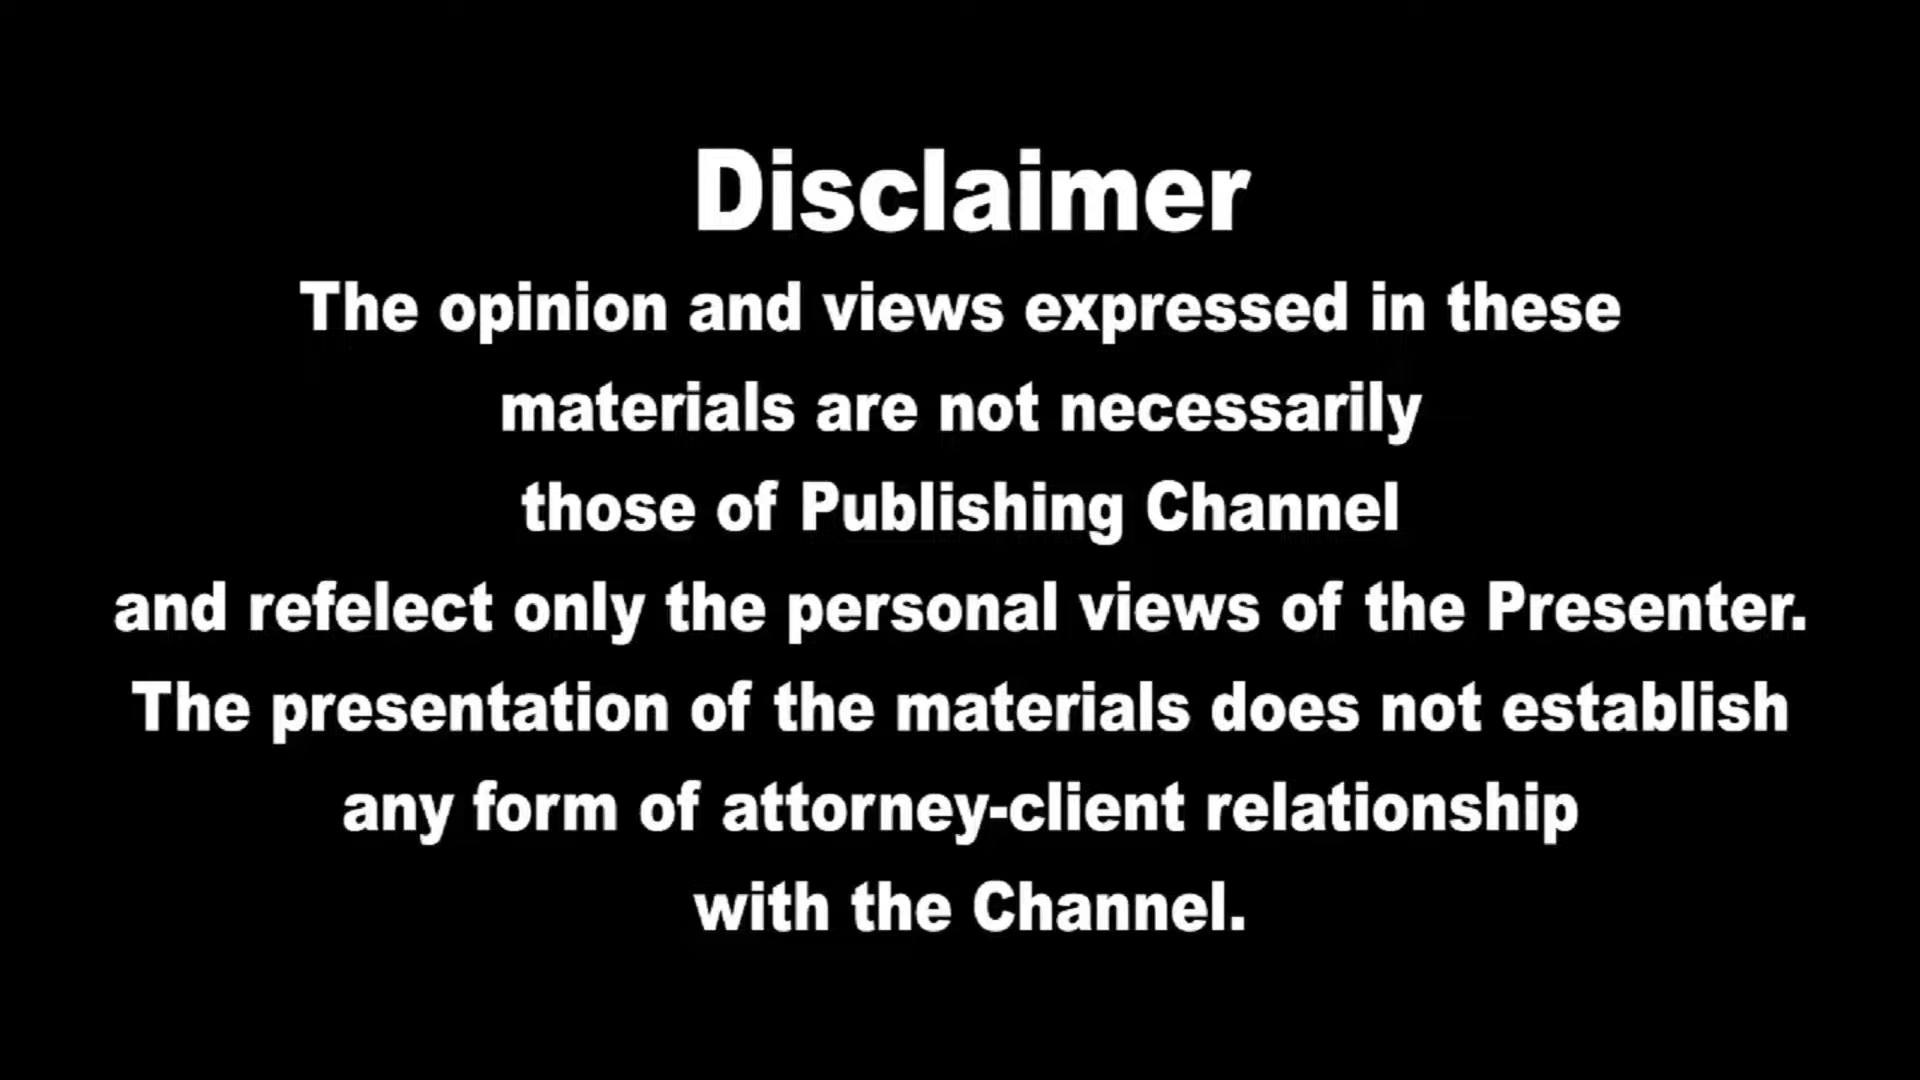 Disclaimer
The opinion and views expressed in these
materials are not necessarily
those of Publishing Channel
and refelect only the personal views of the Presenter.
The presentation of the materials does not establish
any form of attorney-client relationship
with the Channel.